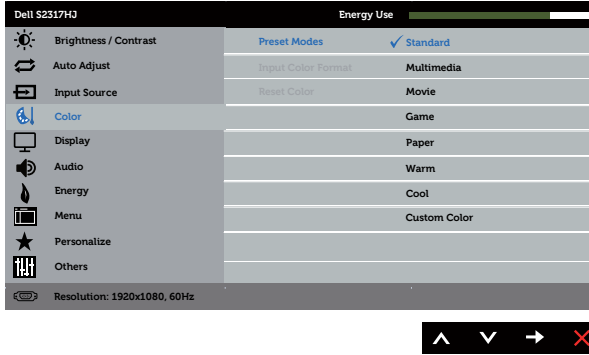 Dell S2317HJ Energy Use
Brightness / Contrast Preset Modes Standard
Auto Adjust Input Color Format Multimedia
Input Source Reset Color Movie
Color Game
Display Paper
Audio Warm
Energy Cool
Menu Custom Color
Personalize
Others
Resolution: 1920x1080, 60Hz